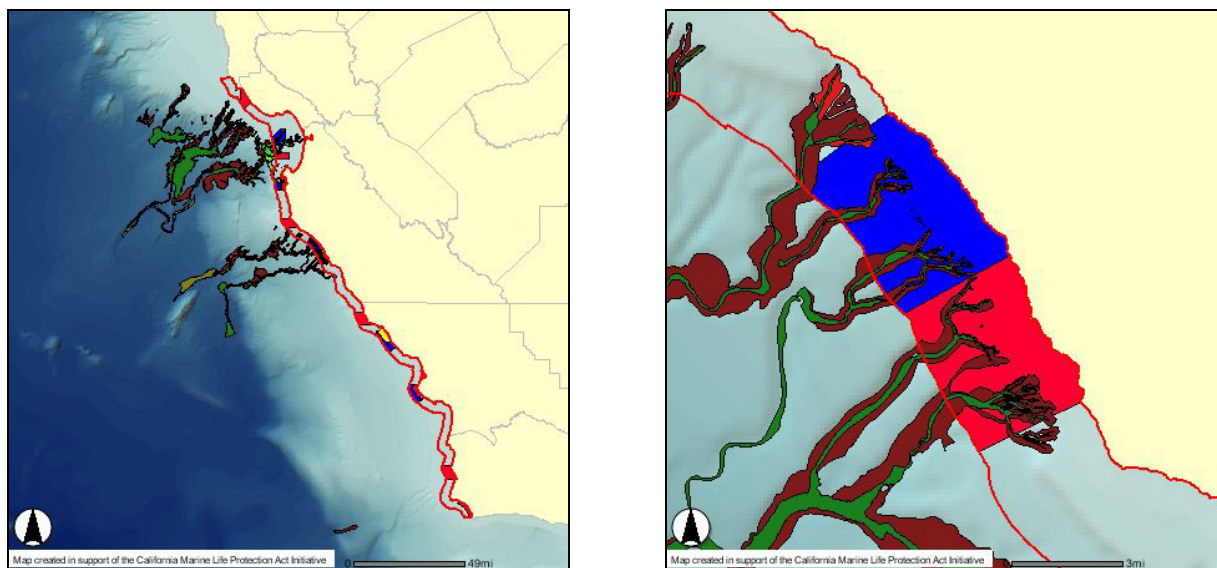 Map created in support of the California Marine Life Protection Act Initiative
0 49mi
Map created in support of the California Marine Life Protection Act Initiative
0 3mi